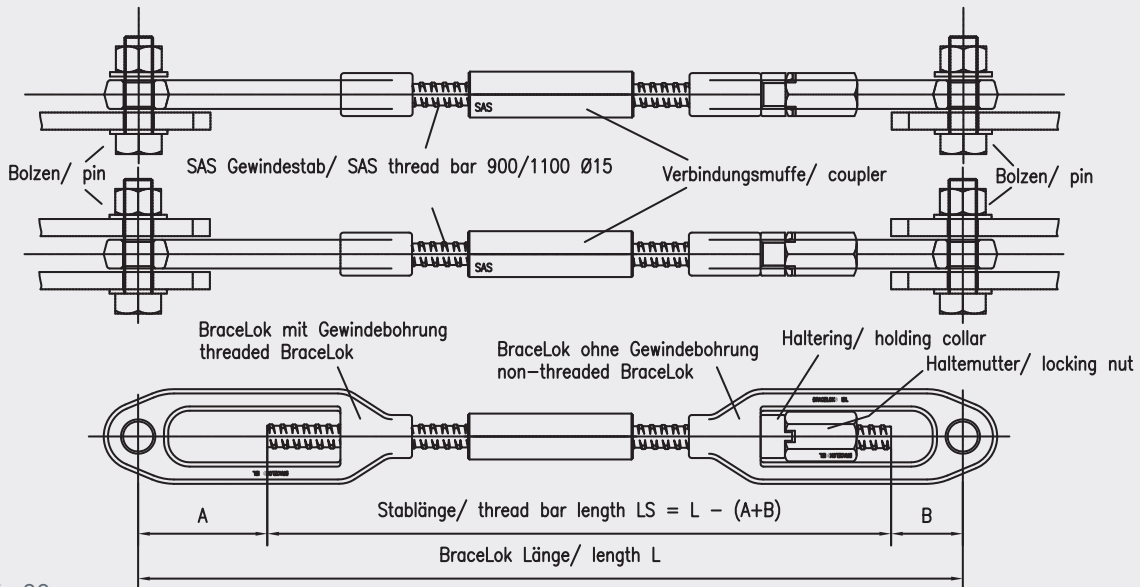 SAS
Bolzen/ pin
SAS Gewindestab/ SAS thread bar 900/1100 Ø15
Verbindungsmuffe/ coupler
Bolzen/ pin
SAS
BraceLok mit Gewindebohrung
threaded BraceLok
BraceLok ohne Gewindebohrung
non-threaded BraceLok
Haltering/ holding collar
Haltemutter/ locking nut
A
Stablänge/ thread bar length LS = L - (A+B)
B
BraceLok Länge/ length L